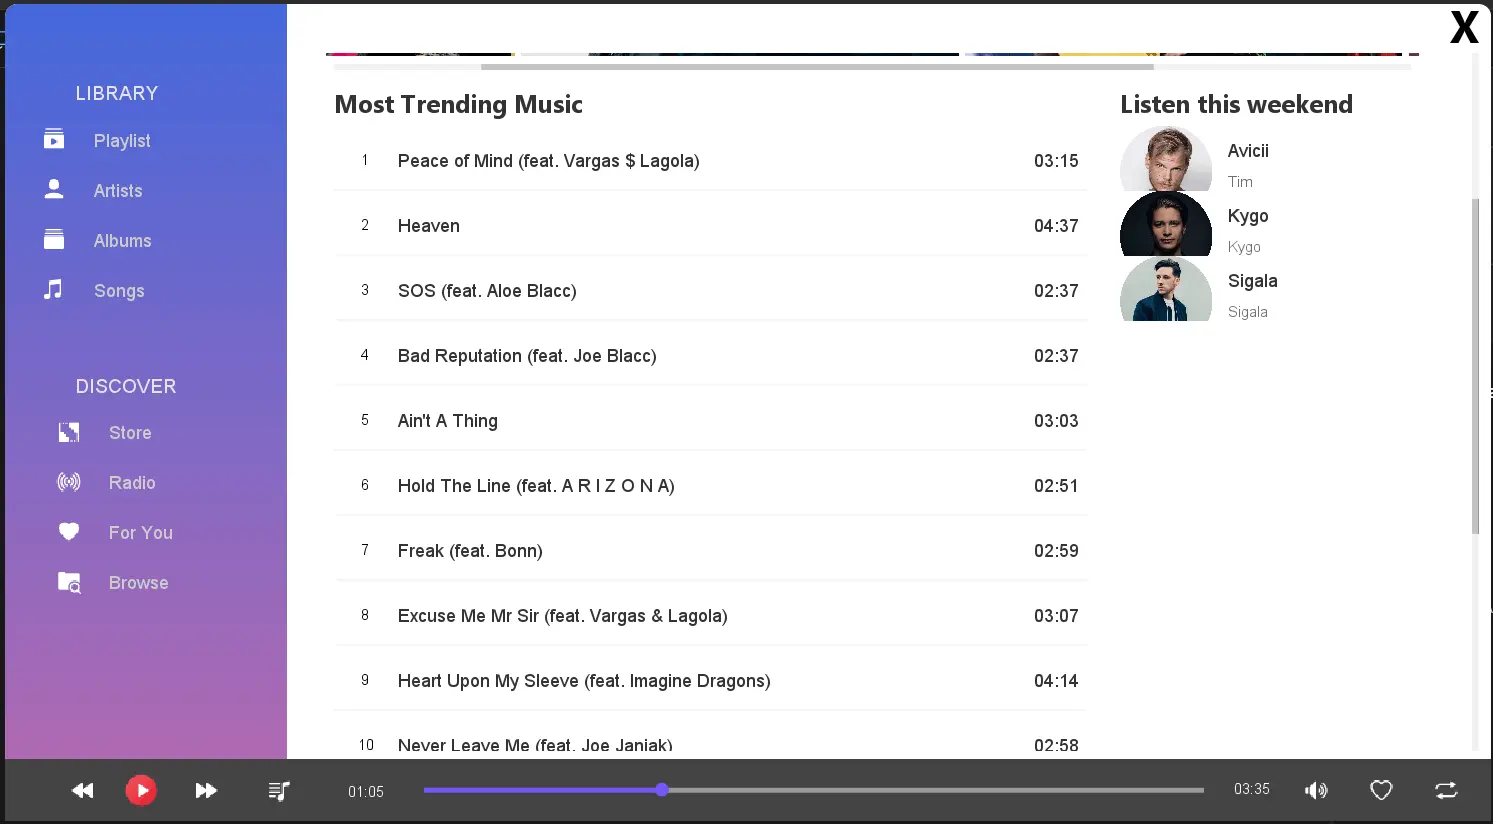 X
LIBRARY
Playlist
Artists
Albums
Songs
DISCOVER
Store
Radio
For You
Browse
Most Trending Music
1 Peace of Mind (feat. Vargas $ Lagola) 03:15
2 Heaven 04:37
3 SOS (feat. Aloe Blacc) 02:37
4 Bad Reputation (feat. Joe Blacc) 02:37
5 Ain't A Thing 03:03
6 Hold The Line (feat. A R I Z O N A) 02:51
7 Freak (feat. Bonn) 02:59
8 Excuse Me Mr Sir (feat. Vargas & Lagola) 03:07
9 Heart Upon My Sleeve (feat. Imagine Dragons) 04:14
10 Never Leave Me (feat. Joe Janiak) 02:58
Listen this weekend
Avicii
Tim
Kygo
Kygo
Sigala
Sigala
01:05 03:35